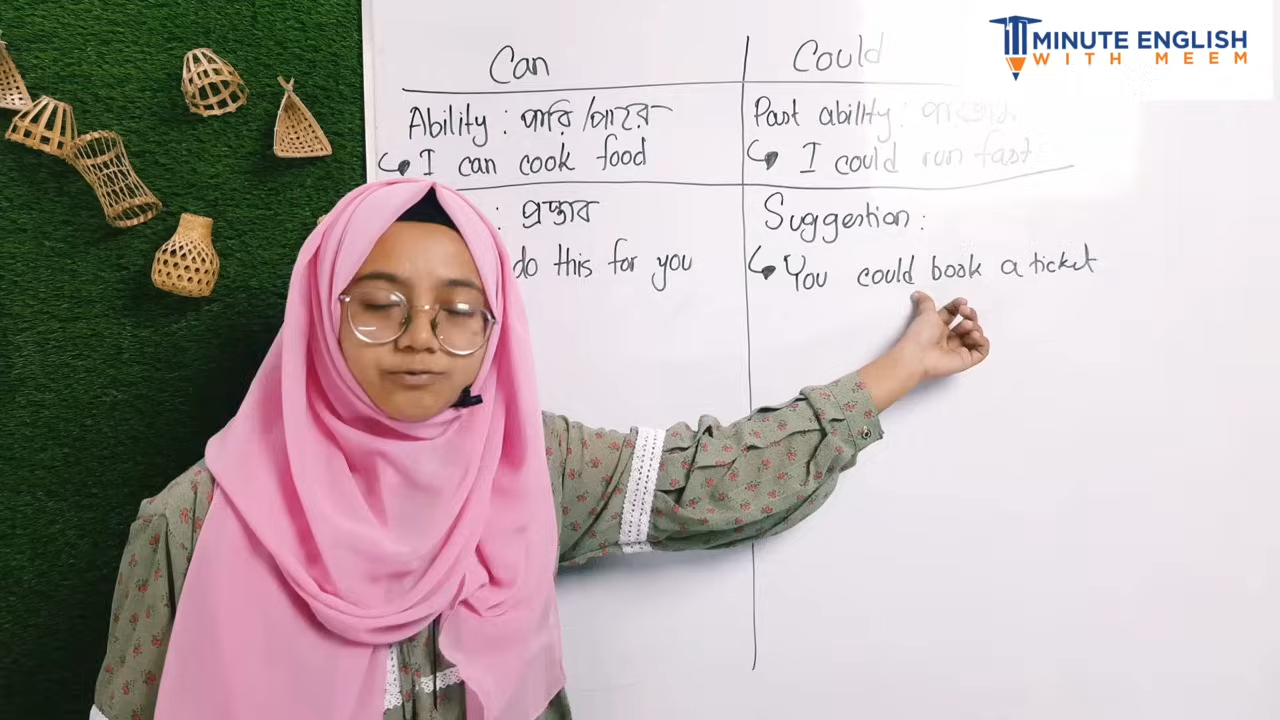 MINUTE ENGLISH
WITH MEEM
Can
Could
Ability : পারি /পারে
↳ I can cook food
Past ability :
↳ I could run fast
: প্রস্তাব
do this for you
Suggestion :
↳ You could book a ticket